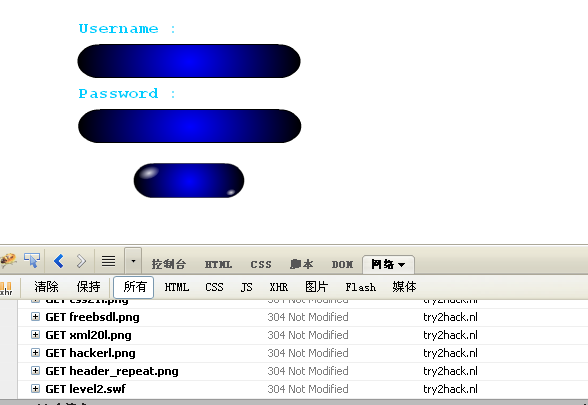 Username :
Password :
控制台 HTML CSS 脚本 DOM 网络
xhr 清除 保持 所有 HTML CSS JS XHR 图片 Flash 媒体
304 Not Modified try2hack.nl
GET freebsdl.png 304 Not Modified try2hack.nl
GET xml20l.png 304 Not Modified try2hack.nl
GET hackerl.png 304 Not Modified try2hack.nl
GET header_repeat.png 304 Not Modified try2hack.nl
GET level2.swf 304 Not Modified try2hack.nl